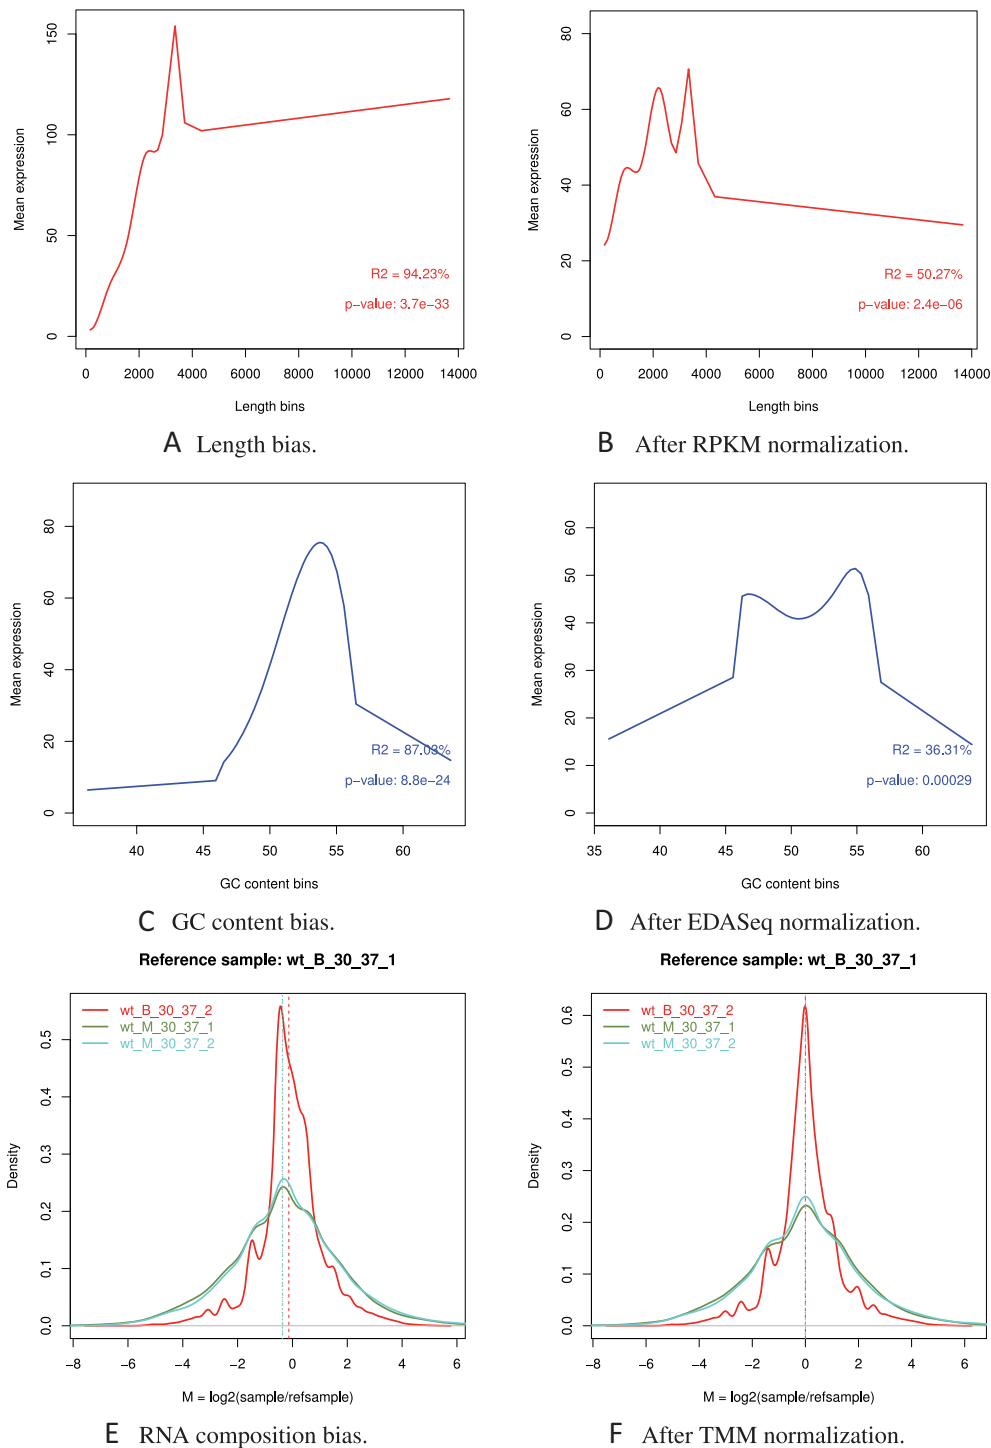 150
100
50
0
Mean expression
R2 = 94.23%
p-value: 3.7e-33
0 2000 4000 6000 8000 10000 12000 14000
Length bins
A Length bias.
80
60
40
20
0
Mean expression
R2 = 50.27%
p-value: 2.4e-06
0 2000 4000 6000 8000 10000 12000 14000
Length bins
B After RPKM normalization.
80
60
40
20
0
Mean expression
R2 = 87.03%
p-value: 8.8e-24
40 45 50 55 60
GC content bins
C GC content bias.
60
50
40
30
20
10
0
Mean expression
R2 = 36.31%
p-value: 0.00029
35 40 45 50 55 60
GC content bins
D After EDASeq normalization.
Reference sample: wt_B_30_37_1
wt_B_30_37_2
wt_M_30_37_1
wt_M_30_37_2
0.5
0.4
0.3
0.2
0.1
0.0
Density
-8 -6 -4 -2 0 2 4 6
M = log2(sample/refsample)
E RNA composition bias.
Reference sample: wt_B_30_37_1
wt_B_30_37_2
wt_M_30_37_1
wt_M_30_37_2
0.6
0.5
0.4
0.3
0.2
0.1
0.0
Density
-8 -6 -4 -2 0 2 4 6
M = log2(sample/refsample)
F After TMM normalization.